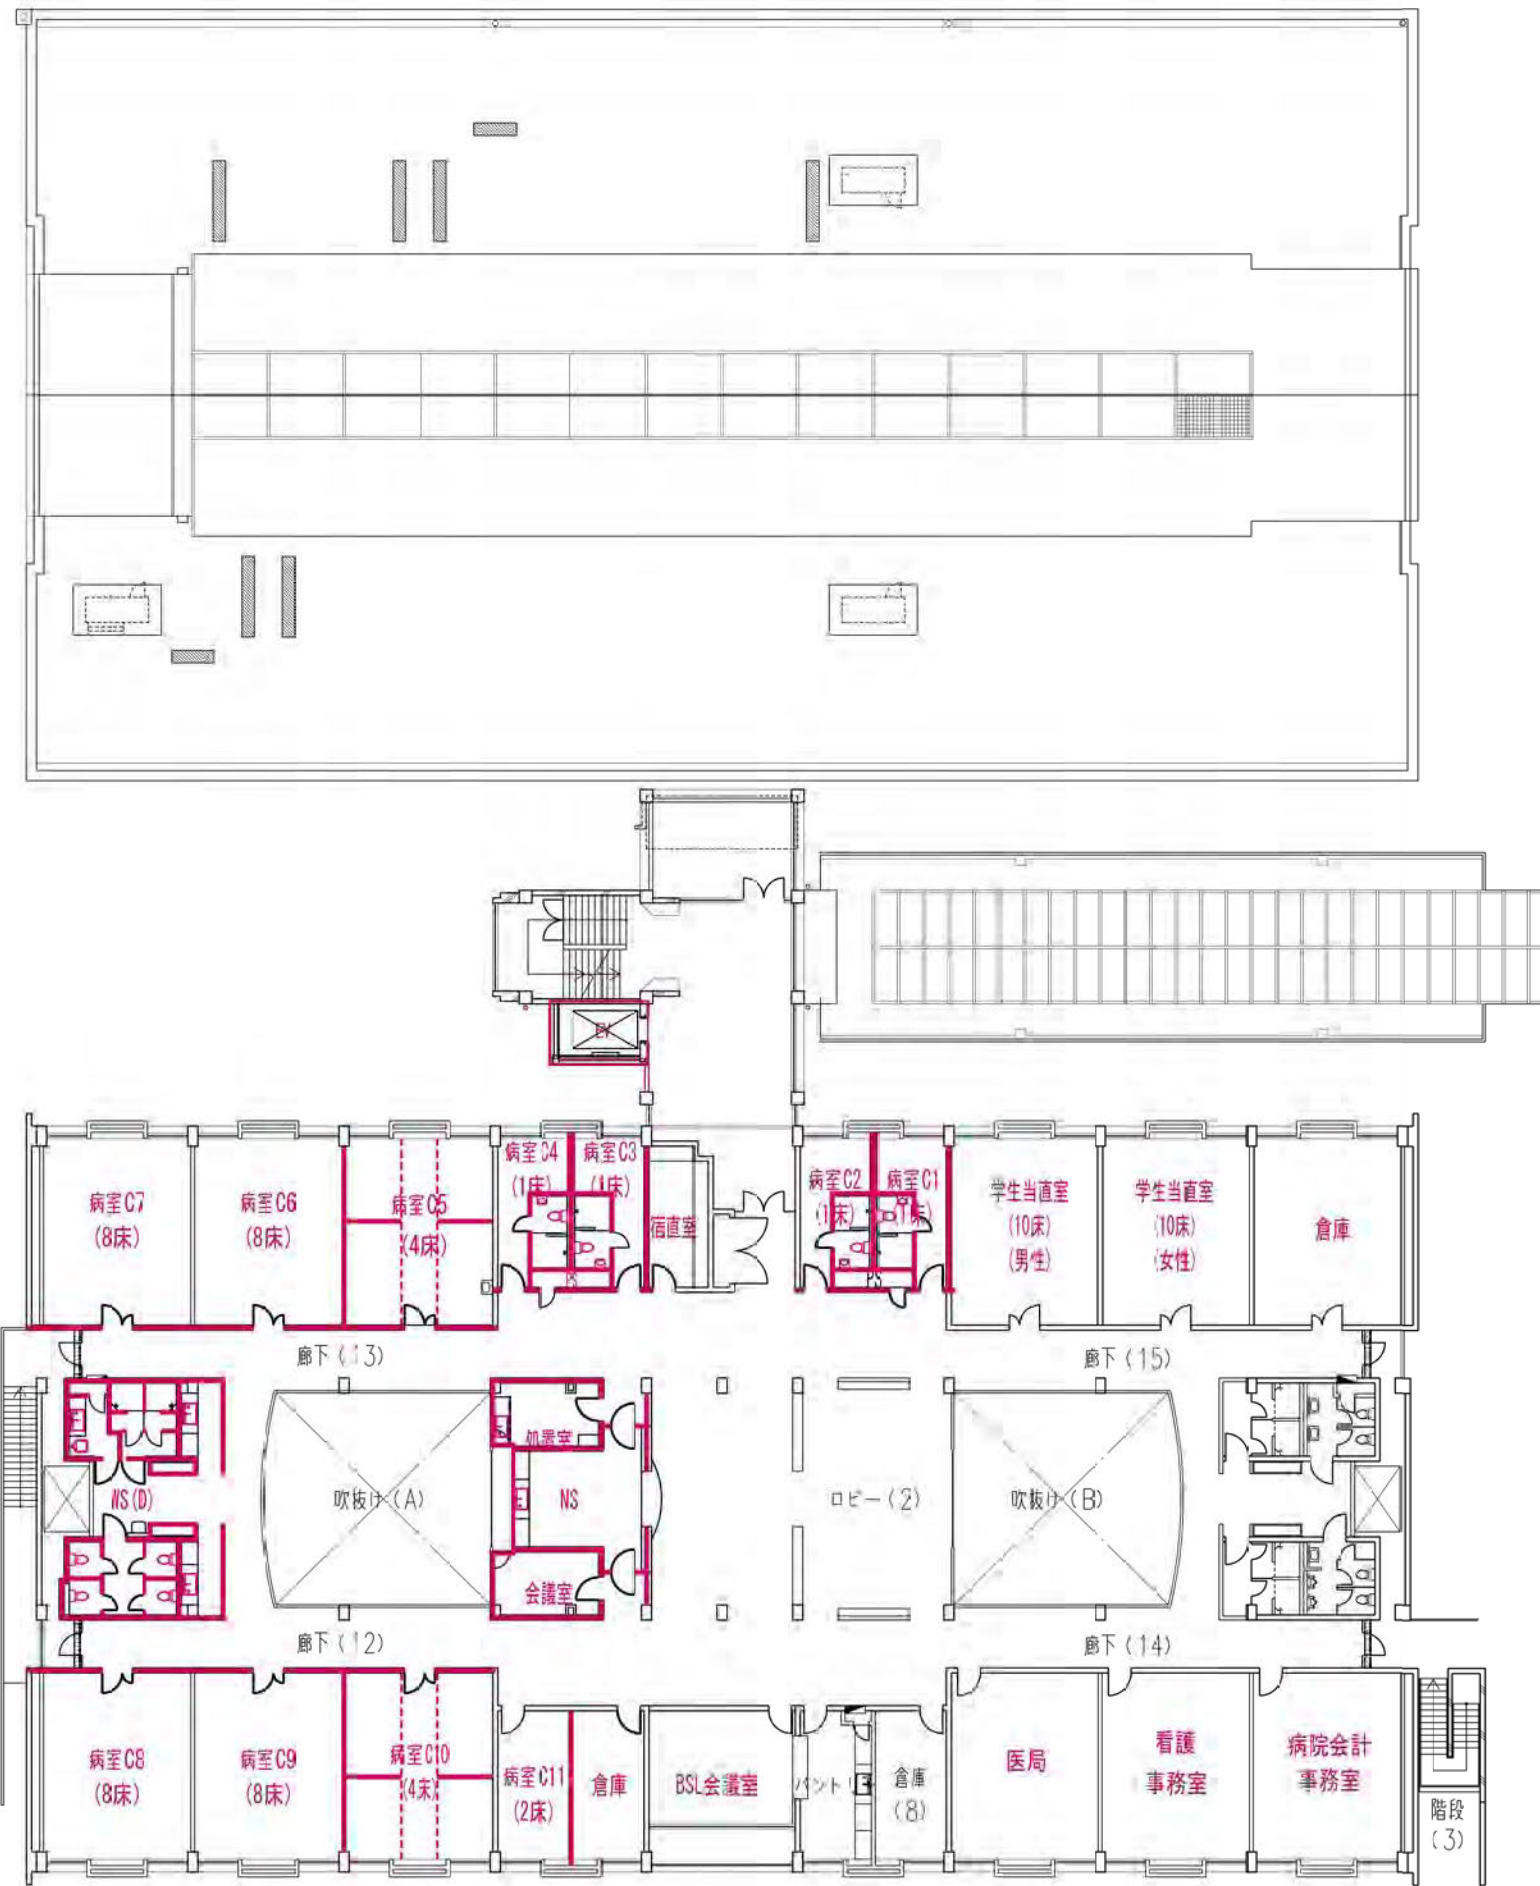 EV
病室C4
(1床)
病室C3
(1床)
病室C2
(1床)
病室C1
(1床)
病室C7
(8床)
病室C6
(8床)
病室C5
(4床)
宿直室
学生当直室
(10床)
(男性)
学生当直室
(10床)
(女性)
倉庫
廊下(13)
廊下(15)
処置室
WS(D)
吹抜け(A)
NS
ロビー(2)
吹抜け(B)
会議室
廊下(12)
廊下(14)
病室C8
(8床)
病室C9
(8床)
病室C10
(4床)
病室C11
(2床)
倉庫
BSL会議室
パントリ
倉庫
(8)
医局
看護
事務室
病院会計
事務室
階段
(3)